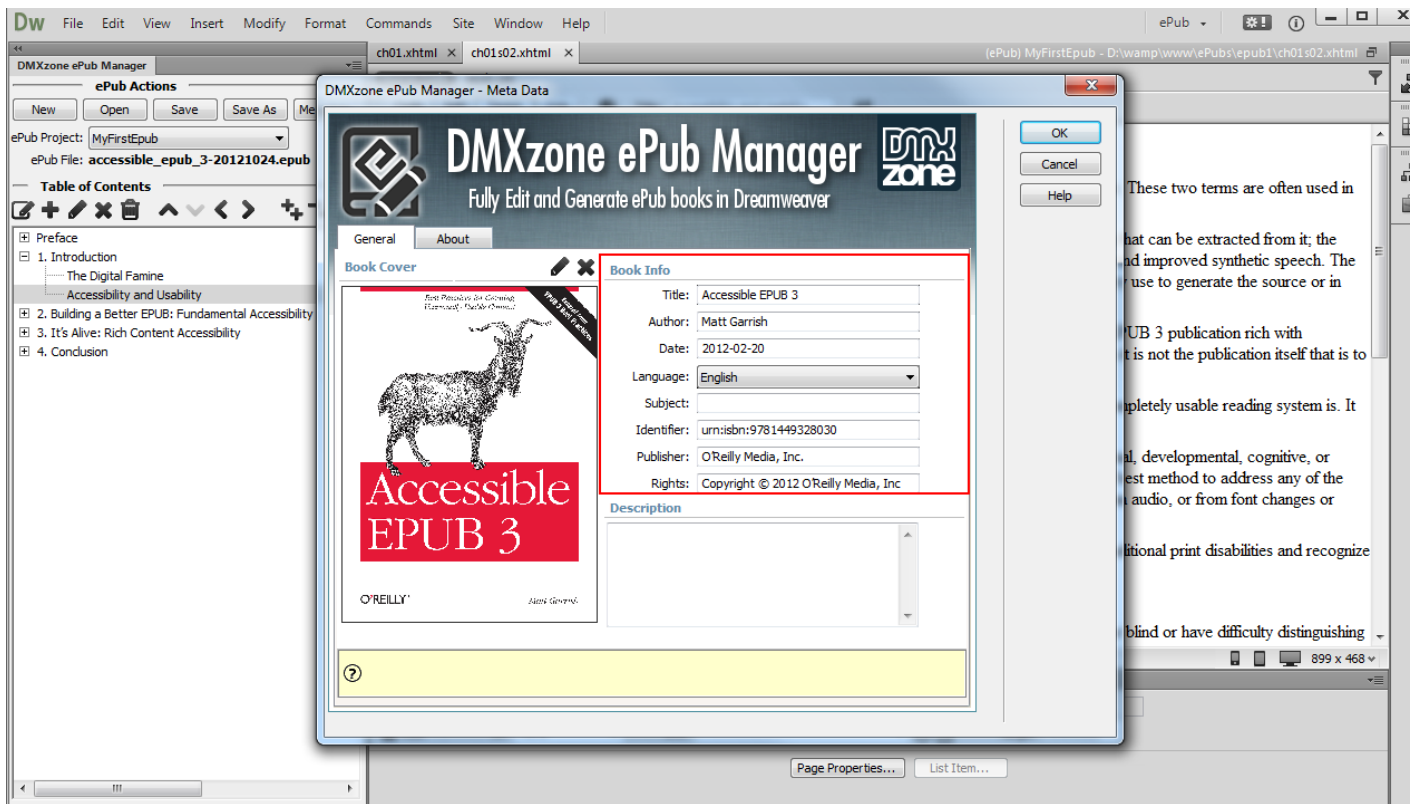 Dw File Edit View Insert Modify Format Commands Site Window Help ePub
DMXzone ePub Manager
ePub Actions
New Open Save Save As Me
ePub Project: MyFirstEpub
ePub File: accessible_epub_3-20121024.epub
Table of Contents
Preface
1. Introduction
The Digital Famine
Accessibility and Usability
2. Building a Better EPUB: Fundamental Accessibility
3. It's Alive: Rich Content Accessibility
4. Conclusion
ch01.xhtml × ch01s02.xhtml ×
(ePub) MyFirstEpub - D:\wamp\www\ePubs\epub1\ch01s02.xhtml
DMXzone ePub Manager - Meta Data
DMXzone ePub Manager
Fully Edit and Generate ePub books in Dreamweaver
DMX
zone
OK
Cancel
Help
General About
Book Cover
Accessible
EPUB 3
O'REILLY
Matt Garrish
Book Info
Title: Accessible EPUB 3
Author: Matt Garrish
Date: 2012-02-20
Language: English
Subject:
Identifier: urn:isbn:9781449328030
Publisher: O'Reilly Media, Inc.
Rights: Copyright © 2012 O'Reilly Media, Inc
Description
These two terms are often used in
hat can be extracted from it; the
nd improved synthetic speech. The
use to generate the source or in
UB 3 publication rich with
t is not the publication itself that is to
pletely usable reading system is. It
al, developmental, cognitive, or
est method to address any of the
audio, or from font changes or
litional print disabilities and recognize
blind or have difficulty distinguishing
899 x 468
Page Properties... List Item...